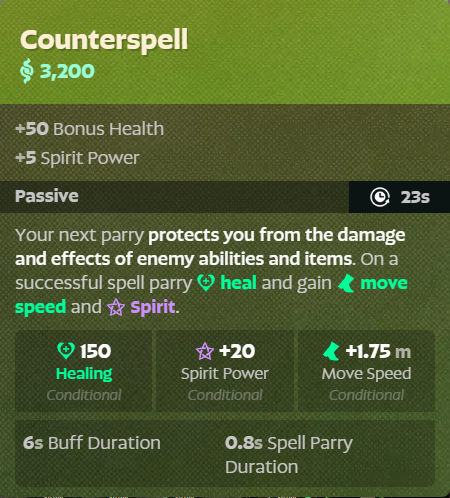 Counterspell
3,200
+50 Bonus Health
+5 Spirit Power
Passive
23s
Your next parry protects you from the damage
and effects of enemy abilities and items. On a
successful spell parry heal and gain move
speed and Spirit.
150
Healing
Conditional
+20
Spirit Power
Conditional
+1.75 m
Move Speed
Conditional
6s Buff Duration
0.8s Spell Parry
Duration